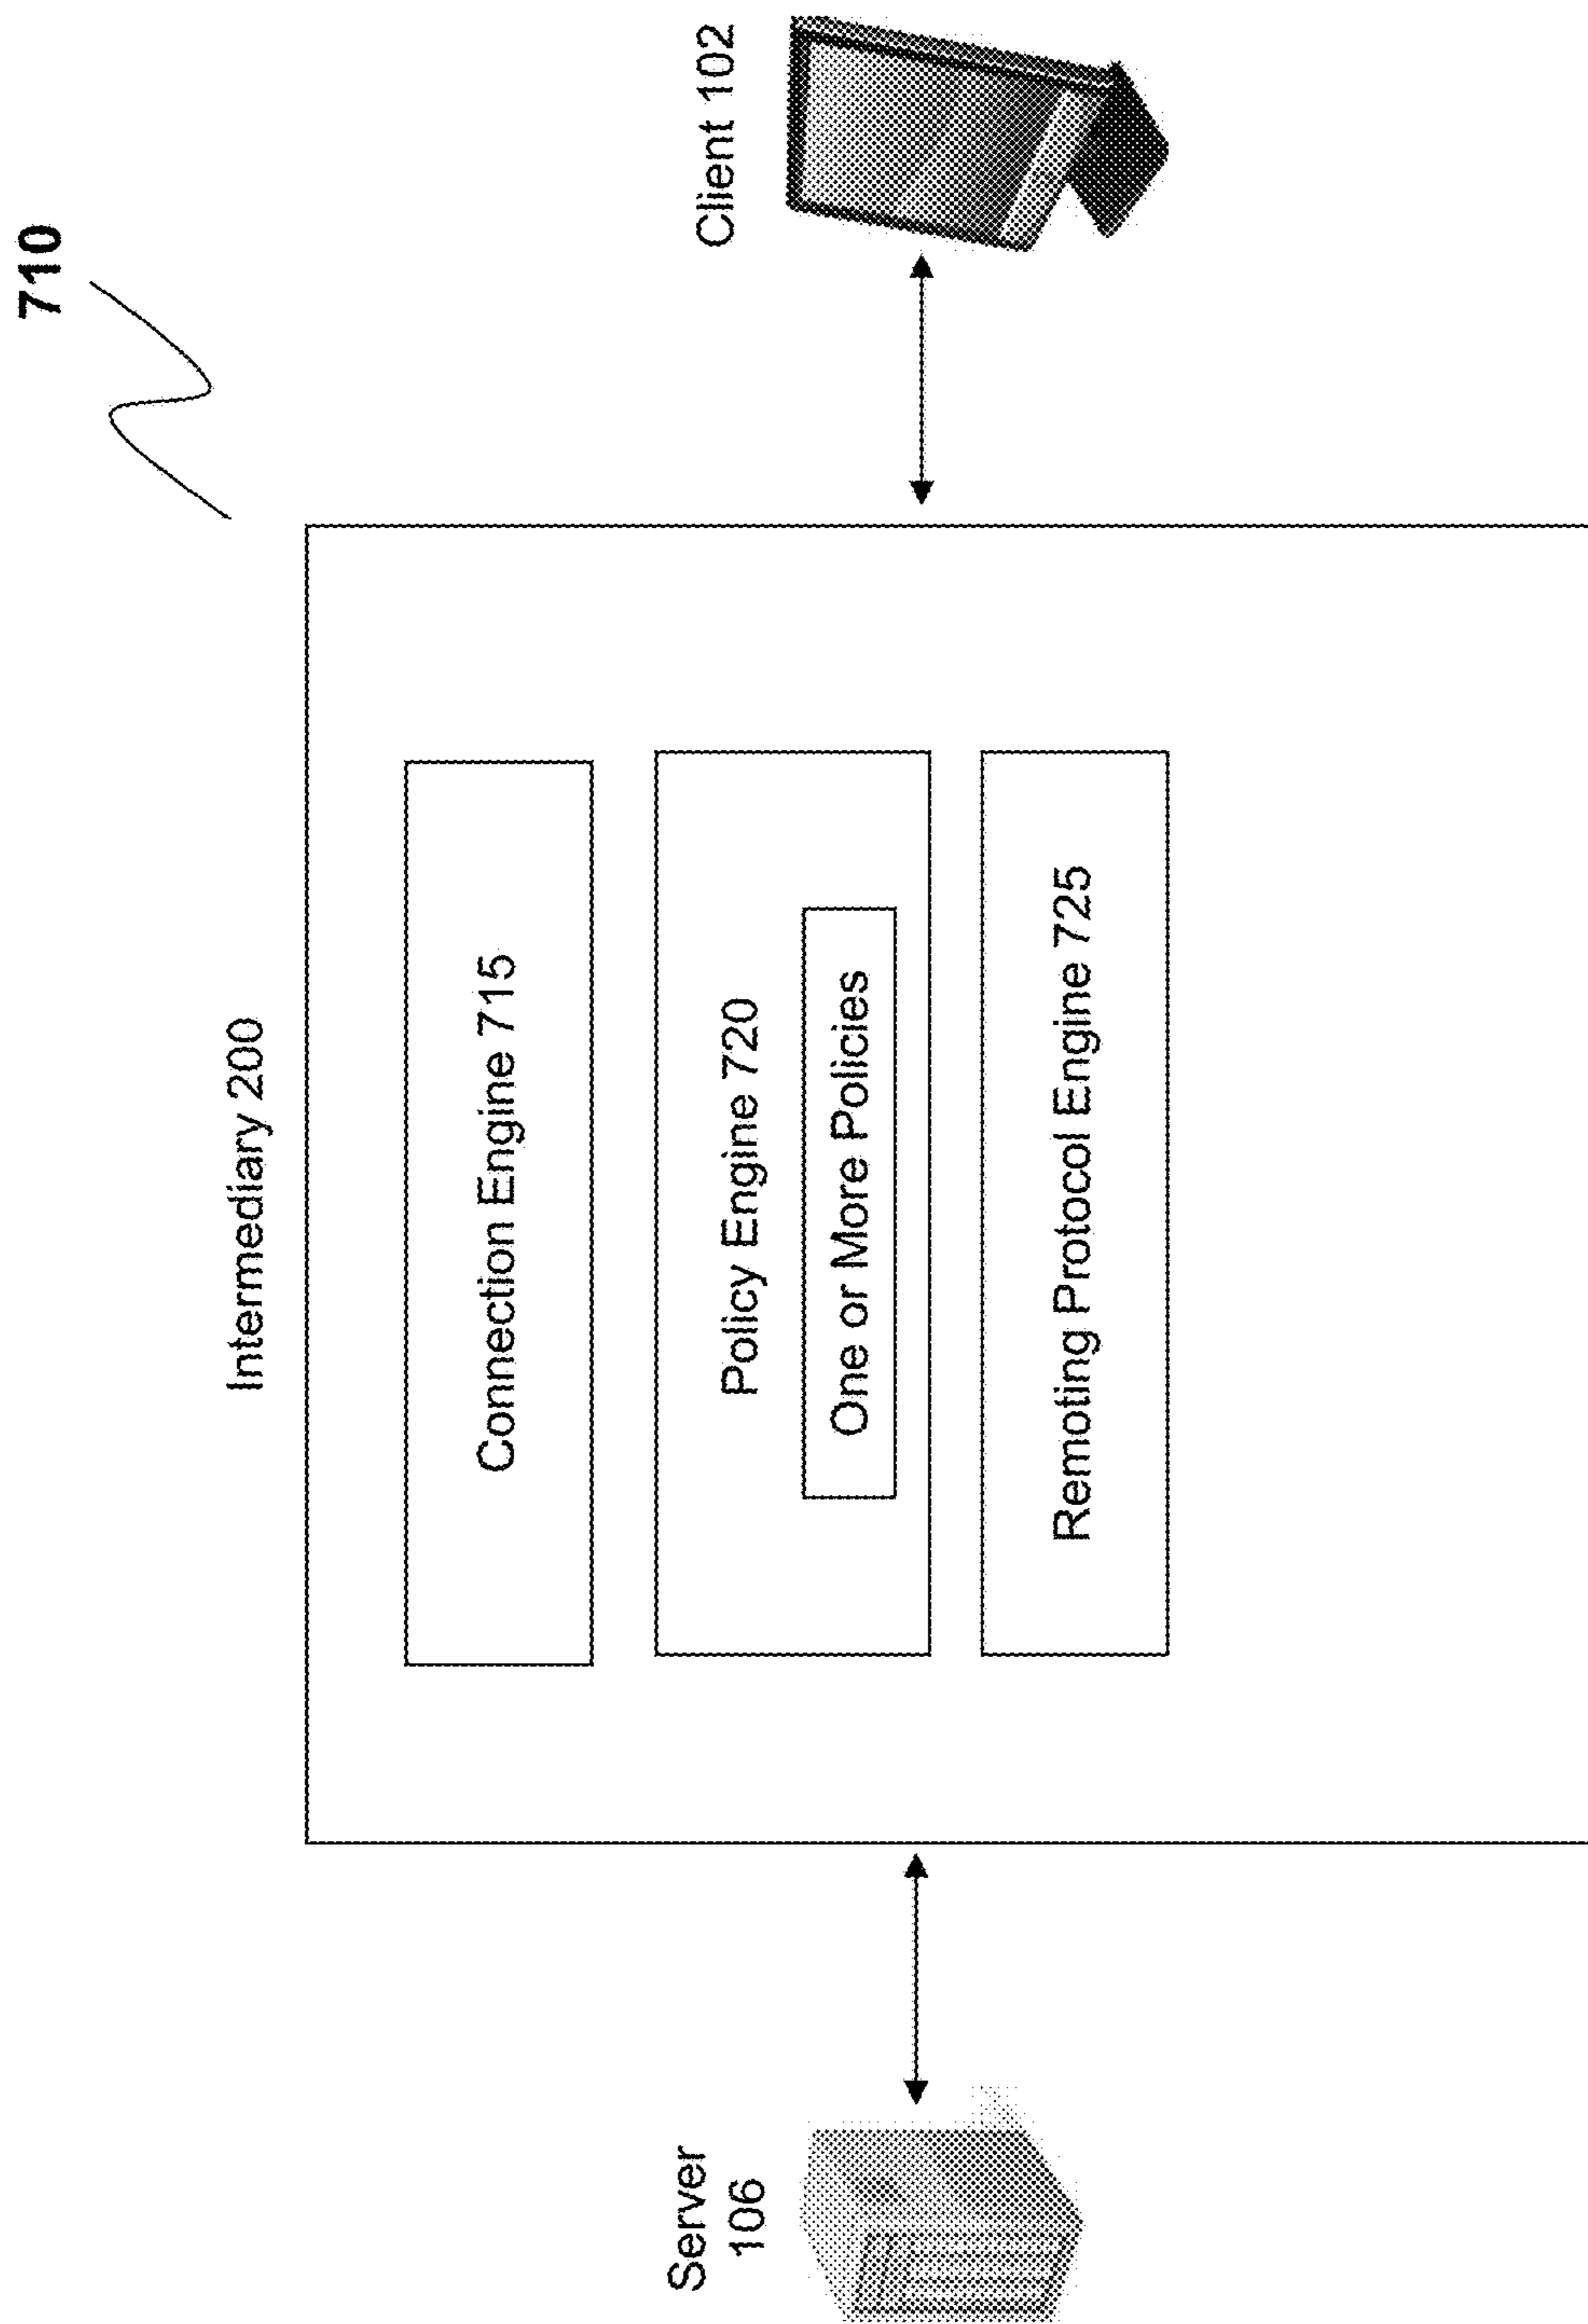 710
Intermediary 200
Server
106
Connection Engine 715
Policy Engine 720
One or More Policies
Remoting Protocol Engine 725
Client 102